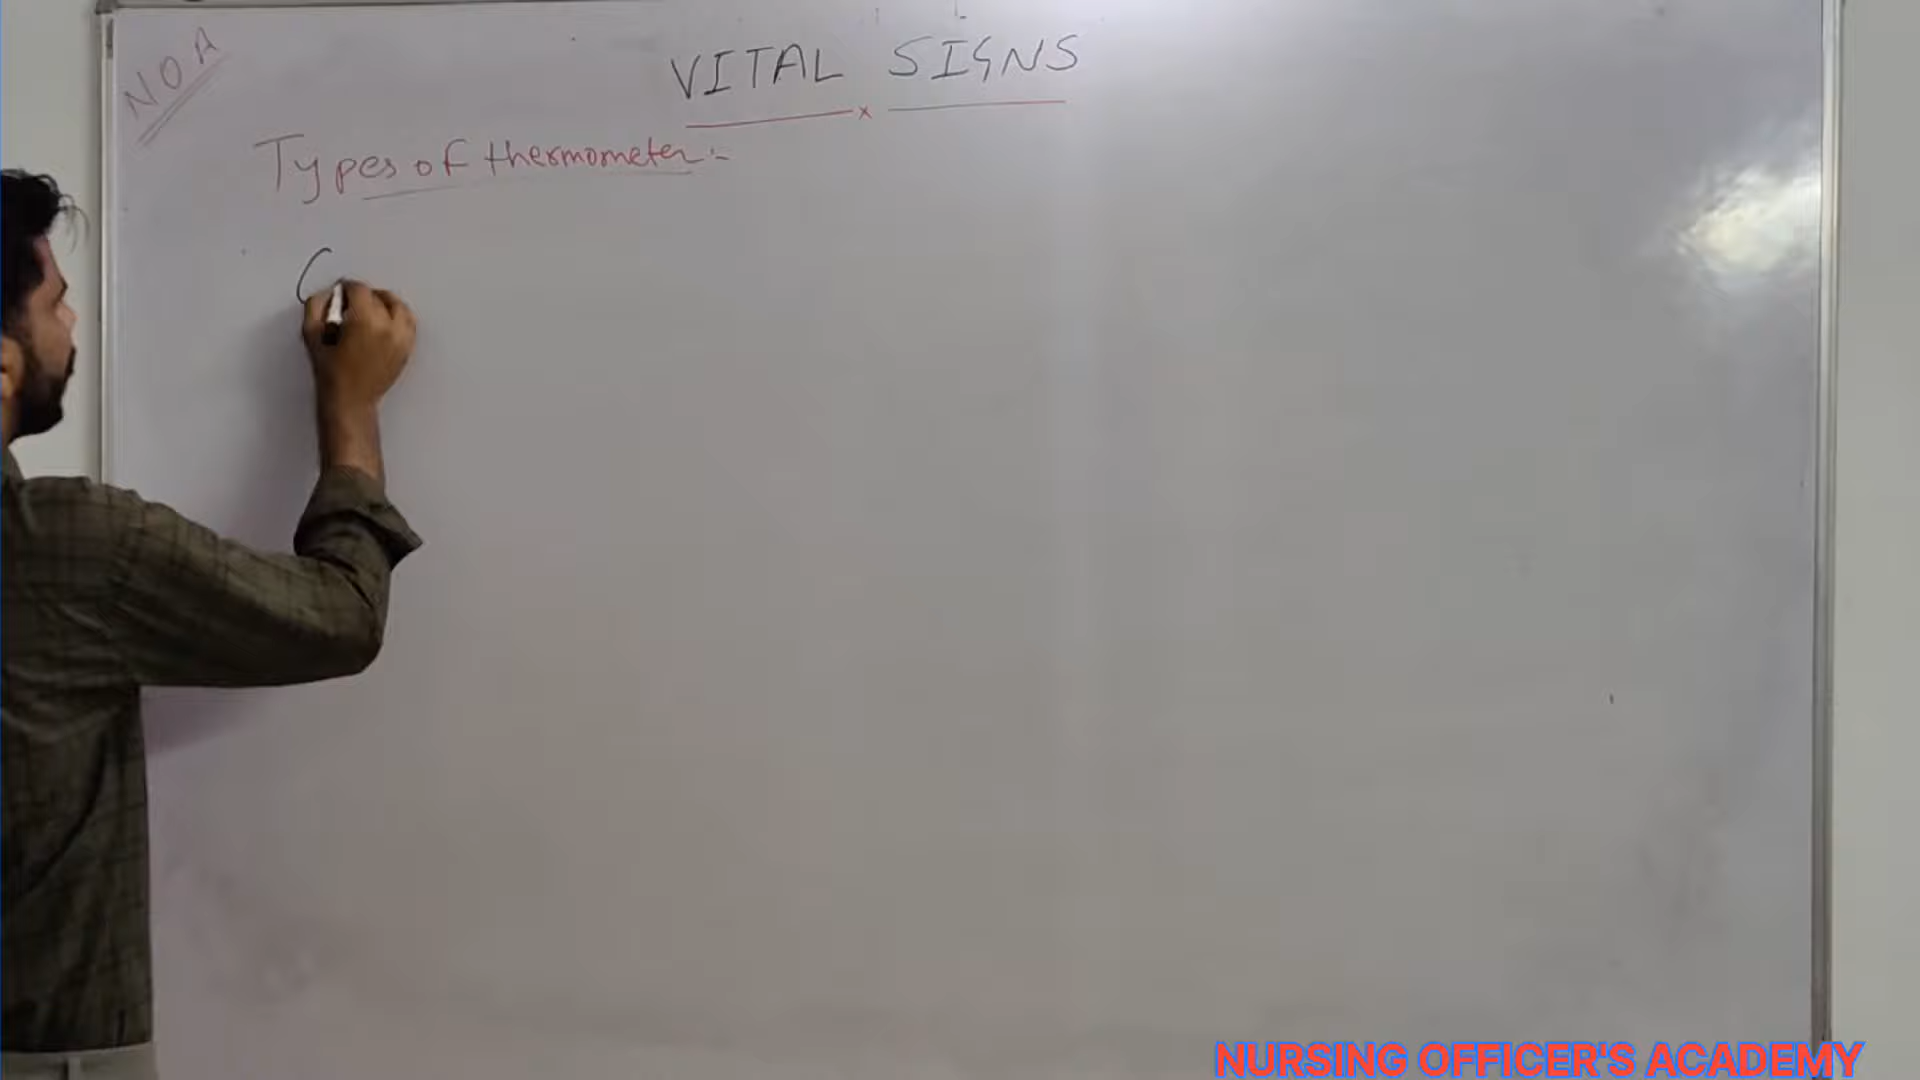 NOA
VITAL SIGNS
x
Types of thermometer :-
C
NURSING OFFICER'S ACADEMY